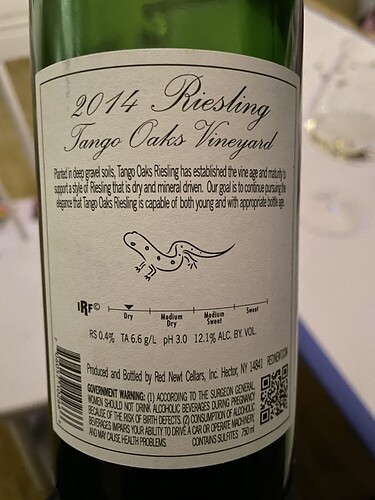 2014 Riesling
Tango Oaks Vineyard
Planted in deep gravel soils, Tango Oaks Riesling has established the vine age and maturity to
support a style of Riesling that is dry and mineral driven. Our goal is to continue pursuing the
elegance that Tango Oaks Riesling is capable of both young and with appropriate bottle age.
IRF©
Dry Medium Dry Medium Sweet Sweet
RS 0.4% TA 6.6 g/L pH 3.0 12.1% ALC. BY. VOL.
Produced and Bottled by Red Newt Cellars, Inc. Hector, NY 14841 REDNEWT.COM
GOVERNMENT WARNING: (1) ACCORDING TO THE SURGEON GENERAL
WOMEN SHOULD NOT DRINK ALCOHOLIC BEVERAGES DURING PREGNANCY
BECAUSE OF THE RISK OF BIRTH DEFECTS. (2) CONSUMPTION OF ALCOHOLIC
BEVERAGES IMPAIRS YOUR ABILITY TO DRIVE A CAR OR OPERATE MACHINERY
AND MAY CAUSE HEALTH PROBLEMS. CONTAINS SULFITES 750 ml